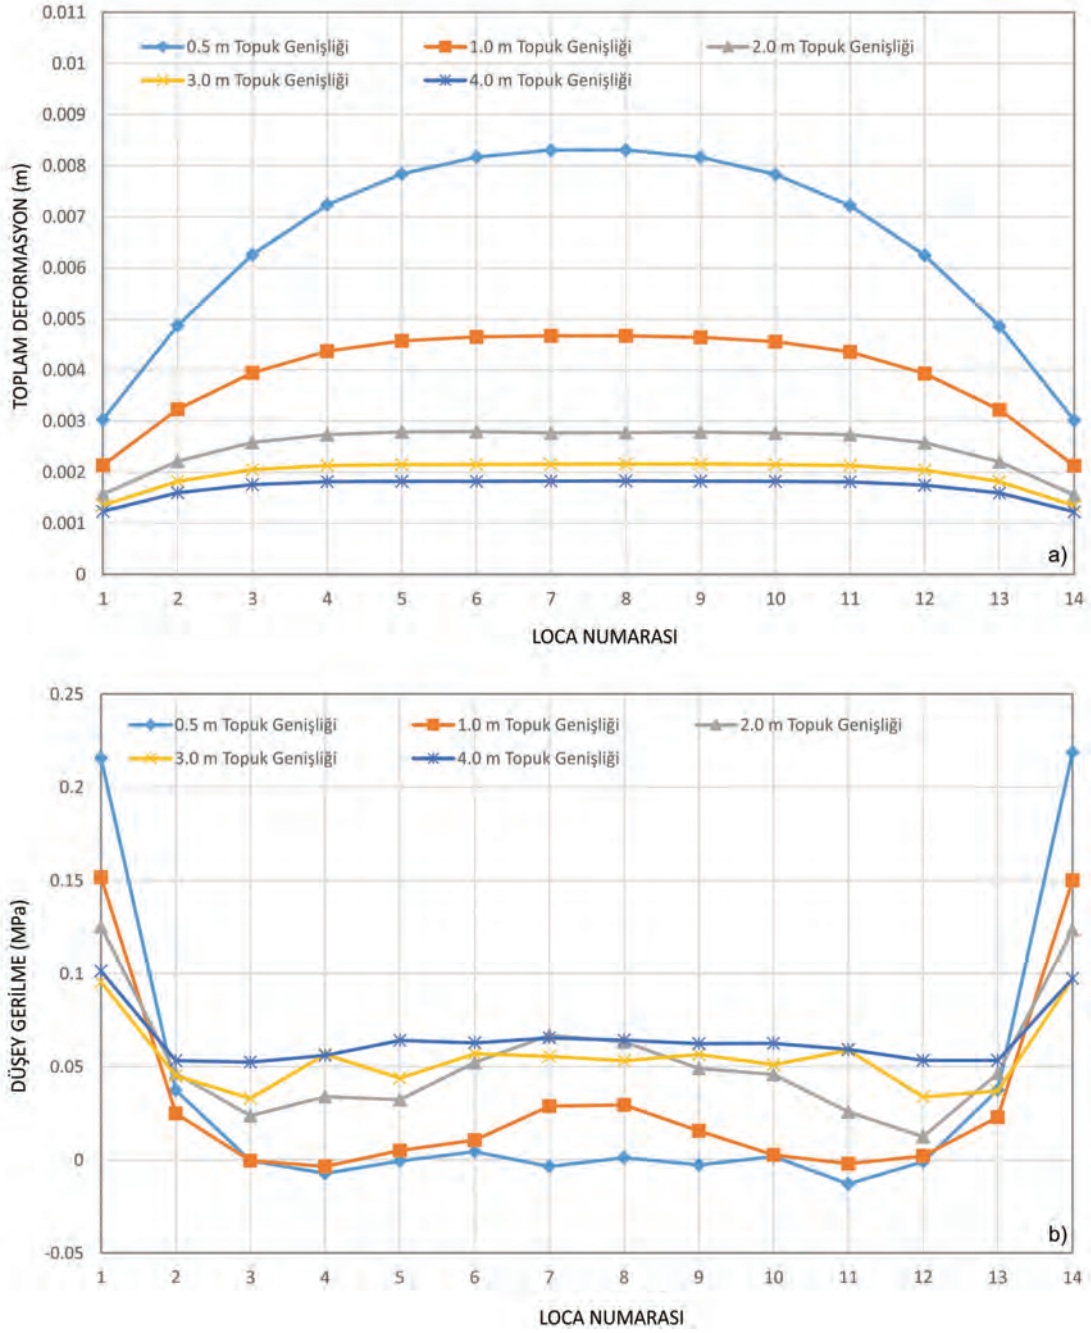 0.011
0.01
0.009
0.008
0.007
0.006
0.005
0.004
0.003
0.002
0.001
0
TOPLAM DEFORMASYON (m)
0.5 m Topuk Genişliği 1.0 m Topuk Genişliği 2.0 m Topuk Genişliği
3.0 m Topuk Genişliği 4.0 m Topuk Genişliği
a)
1 2 3 4 5 6 7 8 9 10 11 12 13 14
LOCA NUMARASI
0.25
0.2
0.15
0.1
0.05
0
-0.05
DÜŞEY GERİLME (MPa)
0.5 m Topuk Genişliği 1.0 m Topuk Genişliği 2.0 m Topuk Genişliği
3.0 m Topuk Genişliği 4.0 m Topuk Genişliği
b)
1 2 3 4 5 6 7 8 9 10 11 12 13 14
LOCA NUMARASI